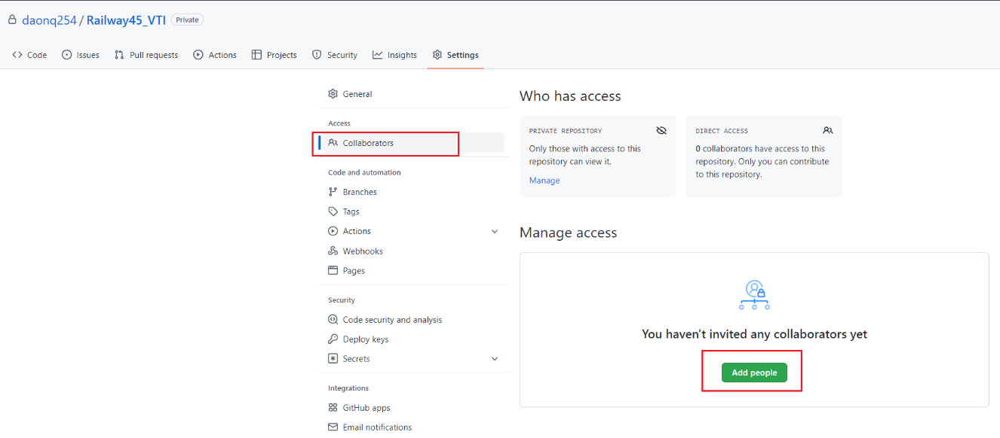 daonq254 / Railway45_VTI Private
Code Issues Pull requests Actions Projects Security Insights Settings
General
Access
Collaborators
Code and automation
Branches
Tags
Actions
Webhooks
Pages
Security
Code security and analysis
Deploy keys
Secrets
Integrations
GitHub apps
Email notifications
Who has access
PRIVATE REPOSITORY
Only those with access to this
repository can view it.
Manage
DIRECT ACCESS
0 collaborators have access to this
repository. Only you can contribute
to this repository.
Manage access
You haven't invited any collaborators yet
Add people